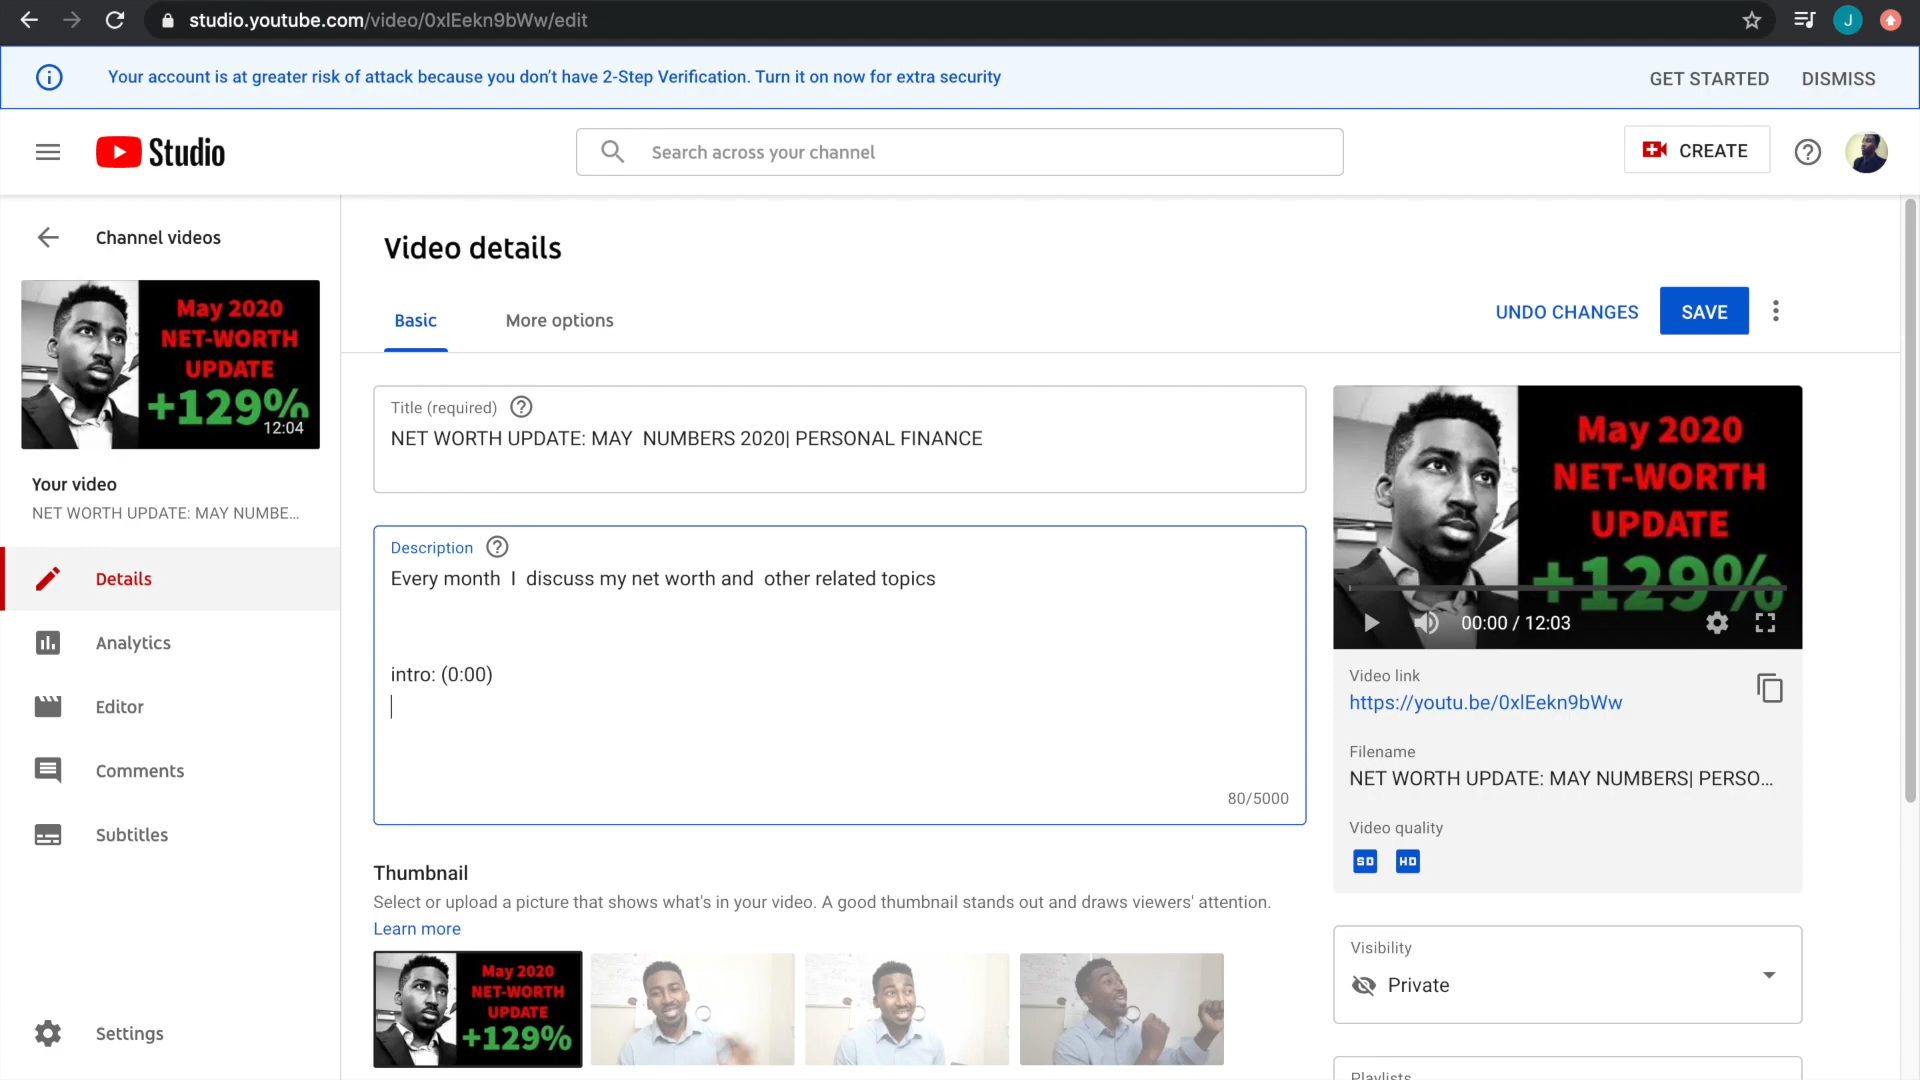 studio.youtube.com/video/0xlEekn9bWw/edit
J
Your account is at greater risk of attack because you don’t have 2-Step Verification. Turn it on now for extra security
GET STARTED
DISMISS
Studio
Search across your channel
CREATE
Channel videos
May 2020
NET-WORTH
UPDATE
+129%
12:04
Your video
NET WORTH UPDATE: MAY NUMBE...
Details
Analytics
Editor
Comments
Subtitles
Settings
Video details
Basic
More options
UNDO CHANGES
SAVE
Title (required)
NET WORTH UPDATE: MAY  NUMBERS 2020| PERSONAL FINANCE
Description
Every month  I  discuss my net worth and  other related topics
intro: (0:00)
80/5000
Thumbnail
Select or upload a picture that shows what's in your video. A good thumbnail stands out and draws viewers' attention.
Learn more
May 2020
NET-WORTH
UPDATE
+129%
May 2020
NET-WORTH
UPDATE
+129%
00:00 / 12:03
Video link
https://youtu.be/0xlEekn9bWw
Filename
NET WORTH UPDATE: MAY NUMBERS| PERSO...
Video quality
SD HD
Visibility
Private
Playlists